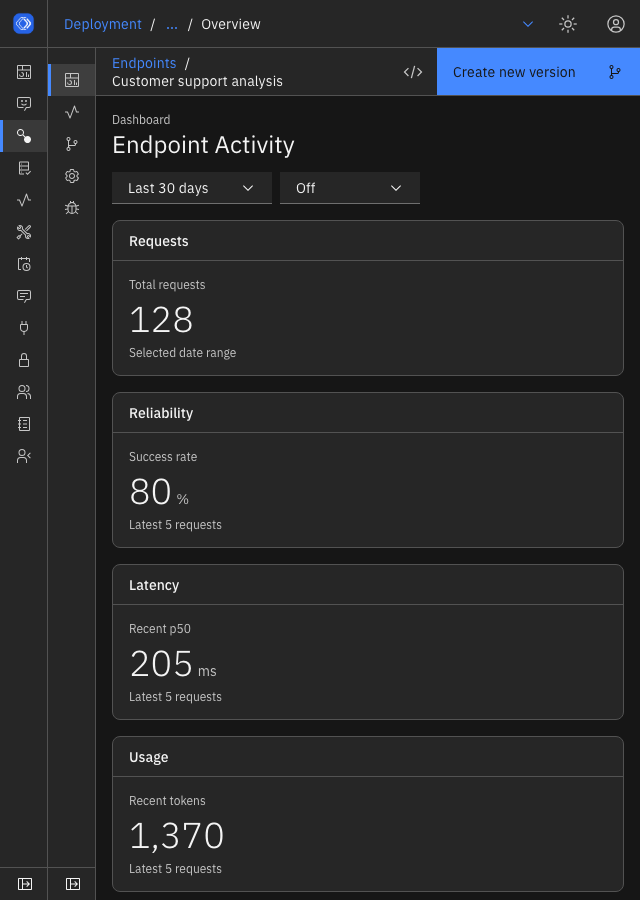 Deployment / ... / Overview
Endpoints /
Customer support analysis
Create new version
Dashboard
Endpoint Activity
Last 30 days
Off
Requests
Total requests
128
Selected date range
Reliability
Success rate
80 %
Latest 5 requests
Latency
Recent p50
205 ms
Latest 5 requests
Usage
Recent tokens
1,370
Latest 5 requests